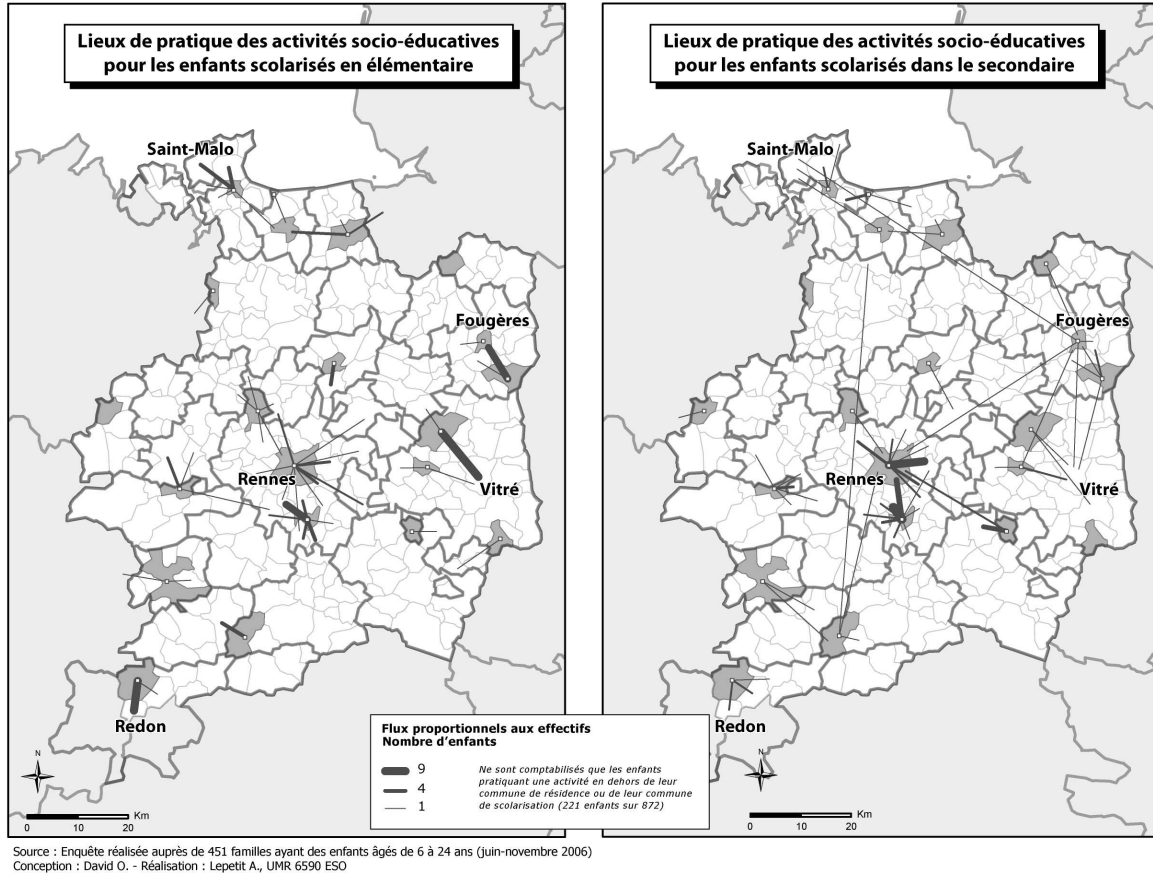 Lieux de pratique des activités socio-éducatives
pour les enfants scolarisés en élémentaire
Saint-Malo
Fougères
Rennes
Vitré
Redon
N
Km
0 10 20
Lieux de pratique des activités socio-éducatives
pour les enfants scolarisés dans le secondaire
Saint-Malo
Fougères
Rennes
Vitré
Redon
N
Km
0 10 20
Flux proportionnels aux effectifs
Nombre d'enfants
9
4
1
Ne sont comptabilisés que les enfants
pratiquant une activité en dehors de leur
commune de résidence ou de leur commune
de scolarisation (221 enfants sur 872)
Source : Enquête réalisée auprès de 451 familles ayant des enfants âgés de 6 à 24 ans (juin-novembre 2006)
Conception : David O. - Réalisation : Lepetit A., UMR 6590 ESO